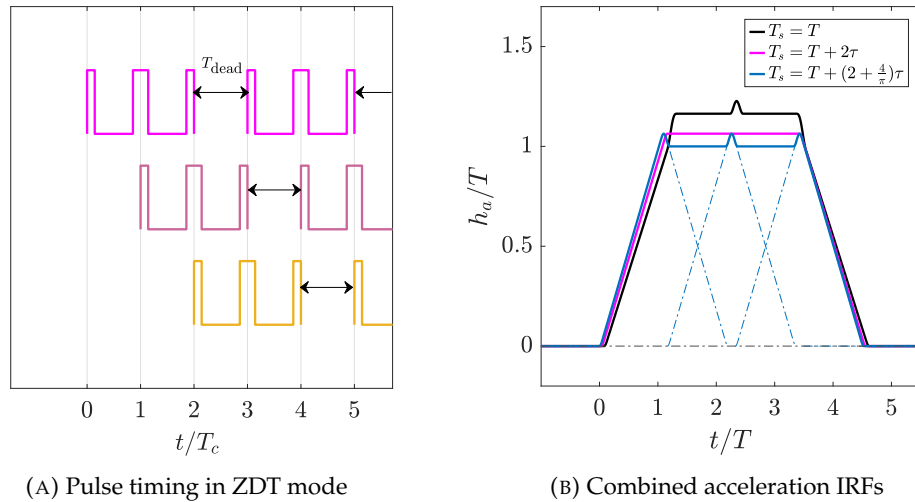 T_dead
0 1 2 3 4 5
t/T_c
(A) Pulse timing in ZDT mode
1.5
1
0.5
0
h_a/T
T_s = T
T_s = T + 2τ
T_s = T + (2 + 4/π)τ
0 1 2 3 4 5
t/T
(B) Combined acceleration IRFs